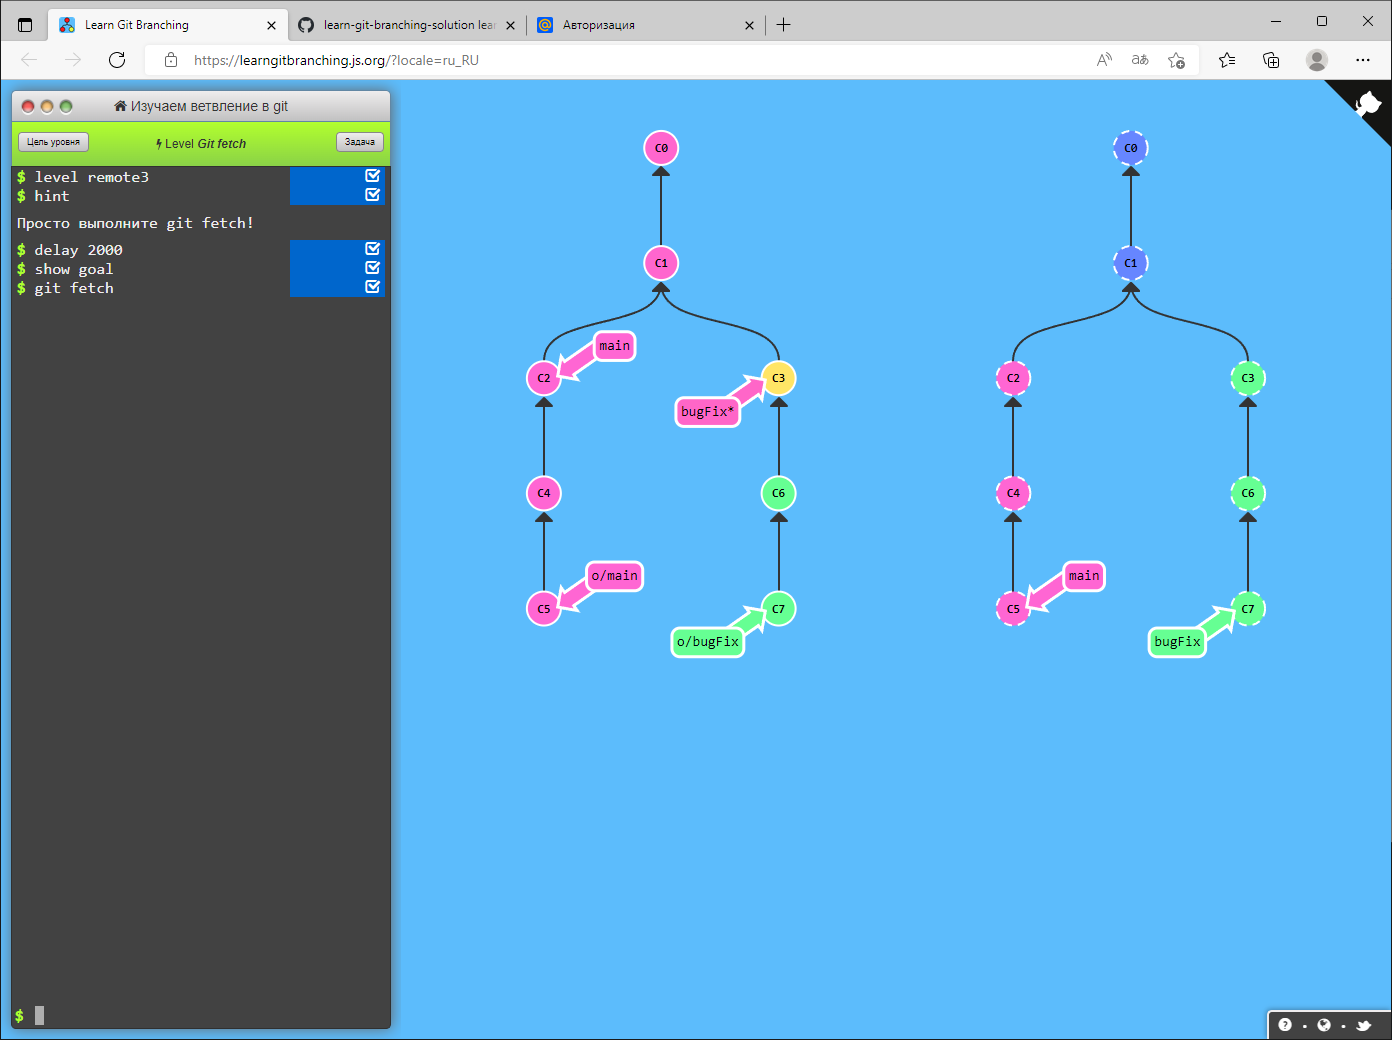 Learn Git Branching
learn-git-branching-solution lea
Авторизация
https://learngitbranching.js.org/?locale=ru_RU
Изучаем ветвление в git
Цель уровня
Level Git fetch
Задача
$ level remote3
$ hint
Просто выполните git fetch!
$ delay 2000
$ show goal
$ git fetch
$
C0
C1
main
C2
C3
bugFix*
C4
C6
o/main
C5
C7
o/bugFix
C0
C1
C2
C3
C4
C6
main
C5
C7
bugFix